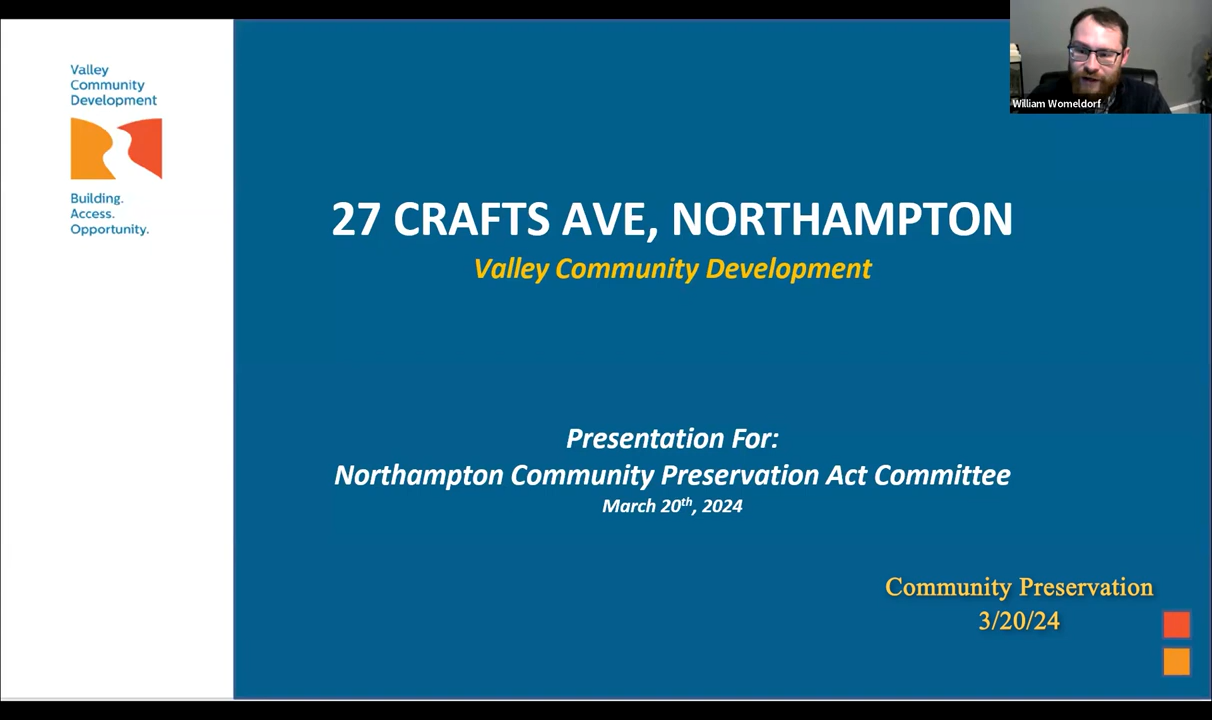 Valley
Community
Development
Building.
Access.
Opportunity.
William Womeldorf
27 CRAFTS AVE, NORTHAMPTON
Valley Community Development
Presentation For:
Northampton Community Preservation Act Committee
March 20th, 2024
Community Preservation
3/20/24